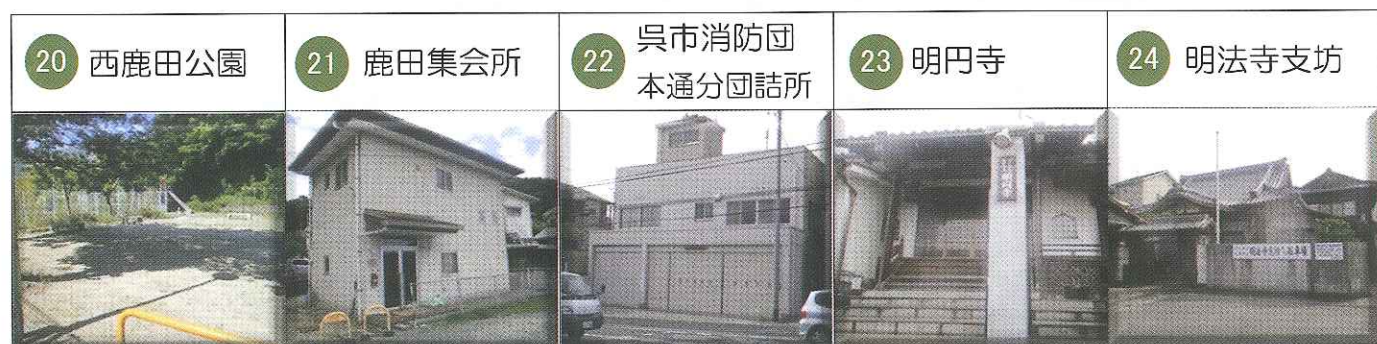 20 西鹿田公園
21 鹿田集会所
22 呉市消防団
本通分団詰所
23 明円寺
24 明法寺支坊